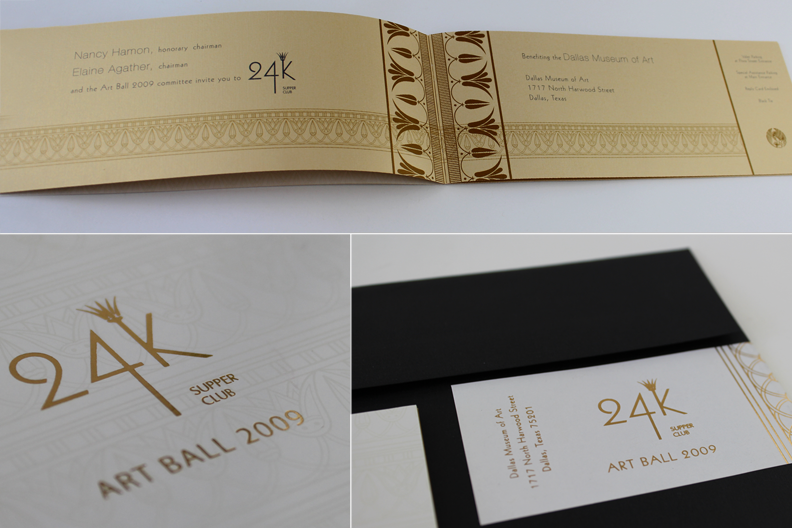 Nancy Hamon, honorary chairman
Elaine Agather, chairman
and the Art Ball 2009 committee invite you to
24K
SUPPER
CLUB
Benefiting the Dallas Museum of Art
Dallas Museum of Art
1717 North Harwood Street
Dallas, Texas
Black Tie
24K
SUPPER
CLUB
ART BALL 2009
Dallas Museum of Art
1717 North Harwood Street
Dallas, Texas 75201
24K
SUPPER
CLUB
ART BALL 2009